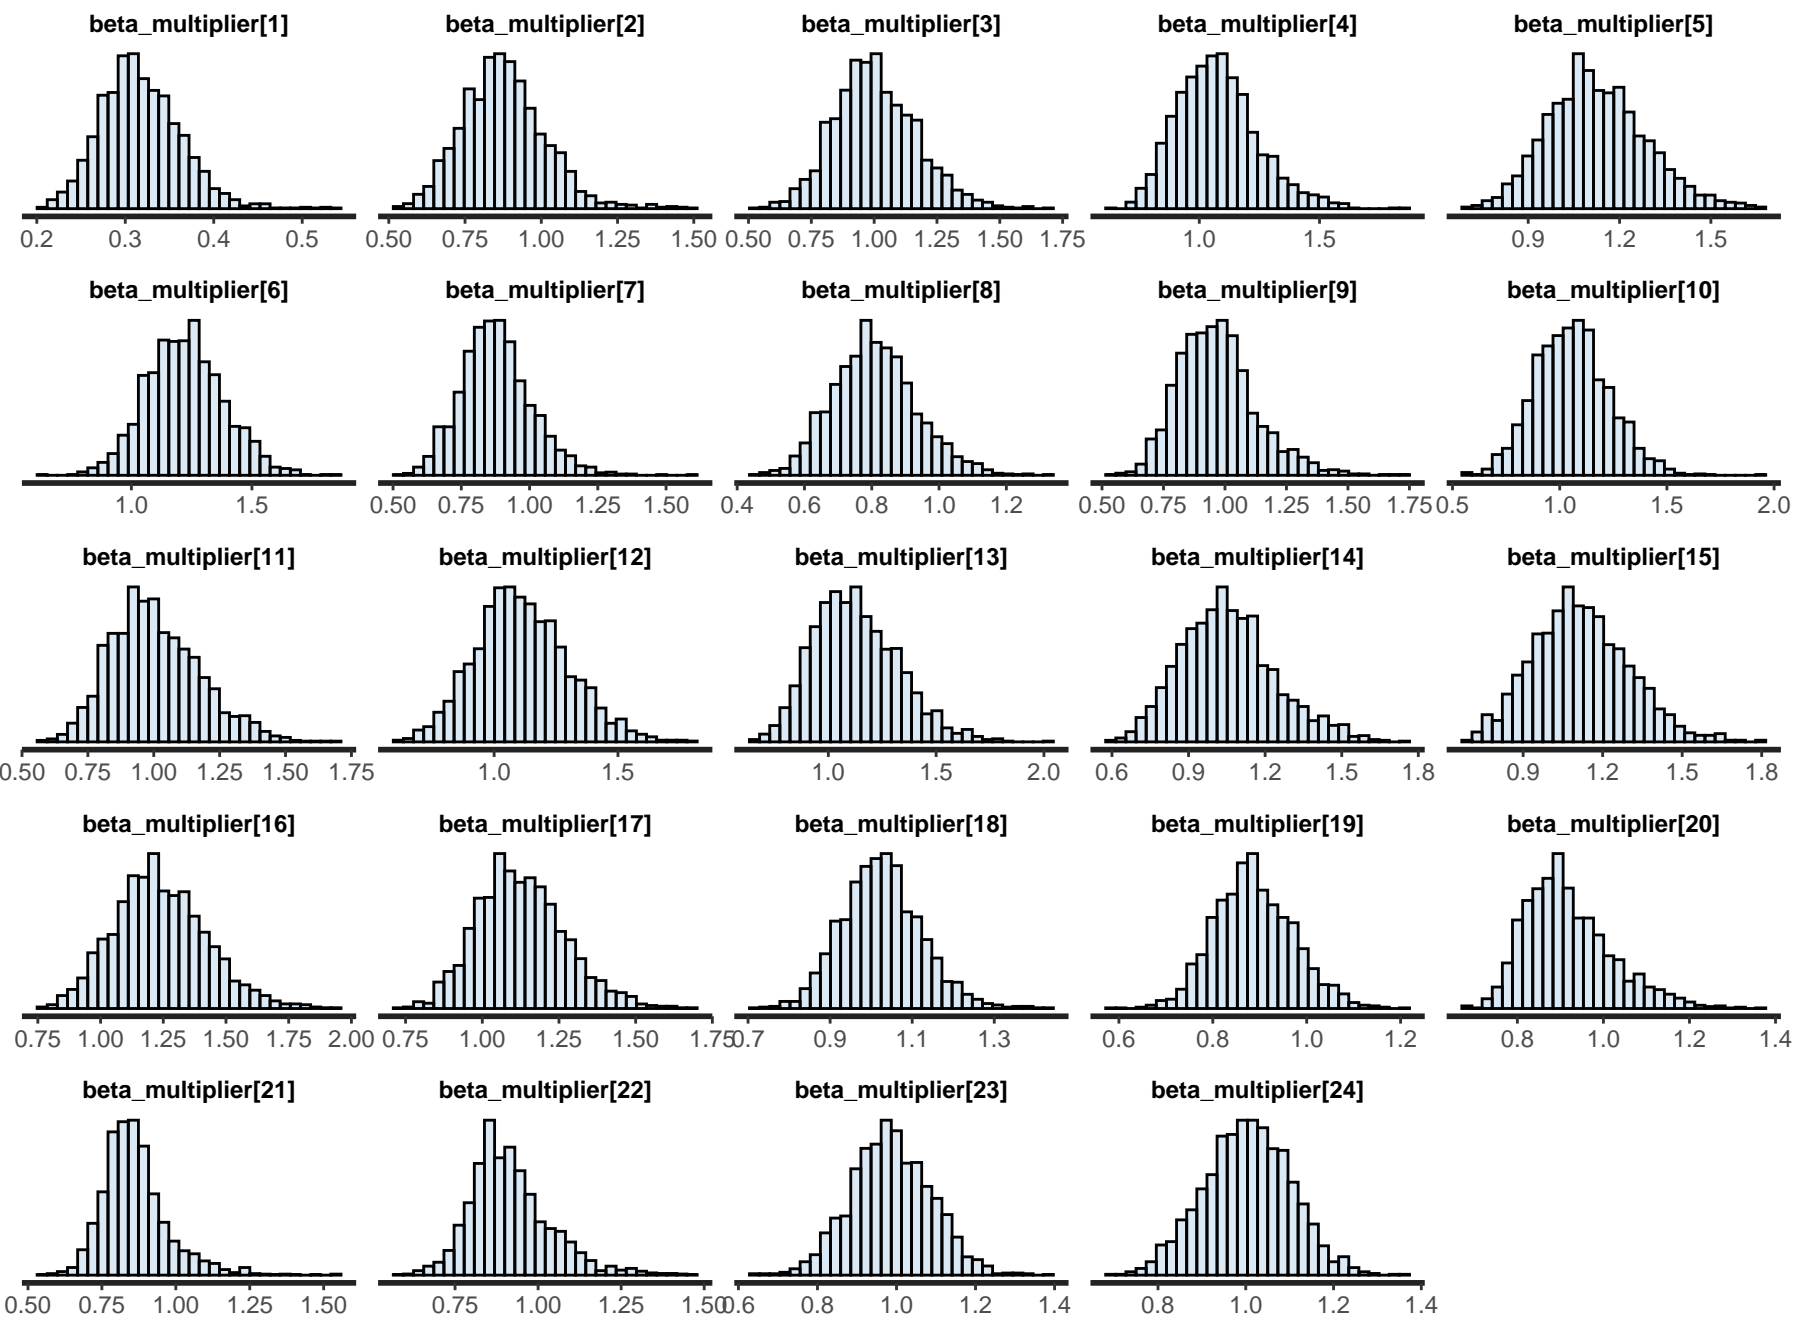 beta_multiplier[1] beta_multiplier[2] beta_multiplier[3] beta_multiplier[4] beta_multiplier[5]
0.2 0.3 0.4 0.5 0.50 0.75 1.00 1.25 1.50 0.50 0.75 1.00 1.25 1.50 1.75 1.0 1.5 0.9 1.2 1.5
beta_multiplier[6] beta_multiplier[7] beta_multiplier[8] beta_multiplier[9] beta_multiplier[10]
1.0 1.5 0.50 0.75 1.00 1.25 1.50 0.4 0.6 0.8 1.0 1.2 0.50 0.75 1.00 1.25 1.50 1.75 0.5 1.0 1.5 2.0
beta_multiplier[11] beta_multiplier[12] beta_multiplier[13] beta_multiplier[14] beta_multiplier[15]
0.50 0.75 1.00 1.25 1.50 1.75 1.0 1.5 1.0 1.5 2.0 0.6 0.9 1.2 1.5 1.8 0.9 1.2 1.5 1.8
beta_multiplier[16] beta_multiplier[17] beta_multiplier[18] beta_multiplier[19] beta_multiplier[20]
0.75 1.00 1.25 1.50 1.75 2.00 0.75 1.00 1.25 1.50 1.75 0.7 0.9 1.1 1.3 0.6 0.8 1.0 1.2 0.8 1.0 1.2 1.4
beta_multiplier[21] beta_multiplier[22] beta_multiplier[23] beta_multiplier[24]
0.50 0.75 1.00 1.25 1.50 0.75 1.00 1.25 1.50 0.6 0.8 1.0 1.2 1.4 0.8 1.0 1.2 1.4